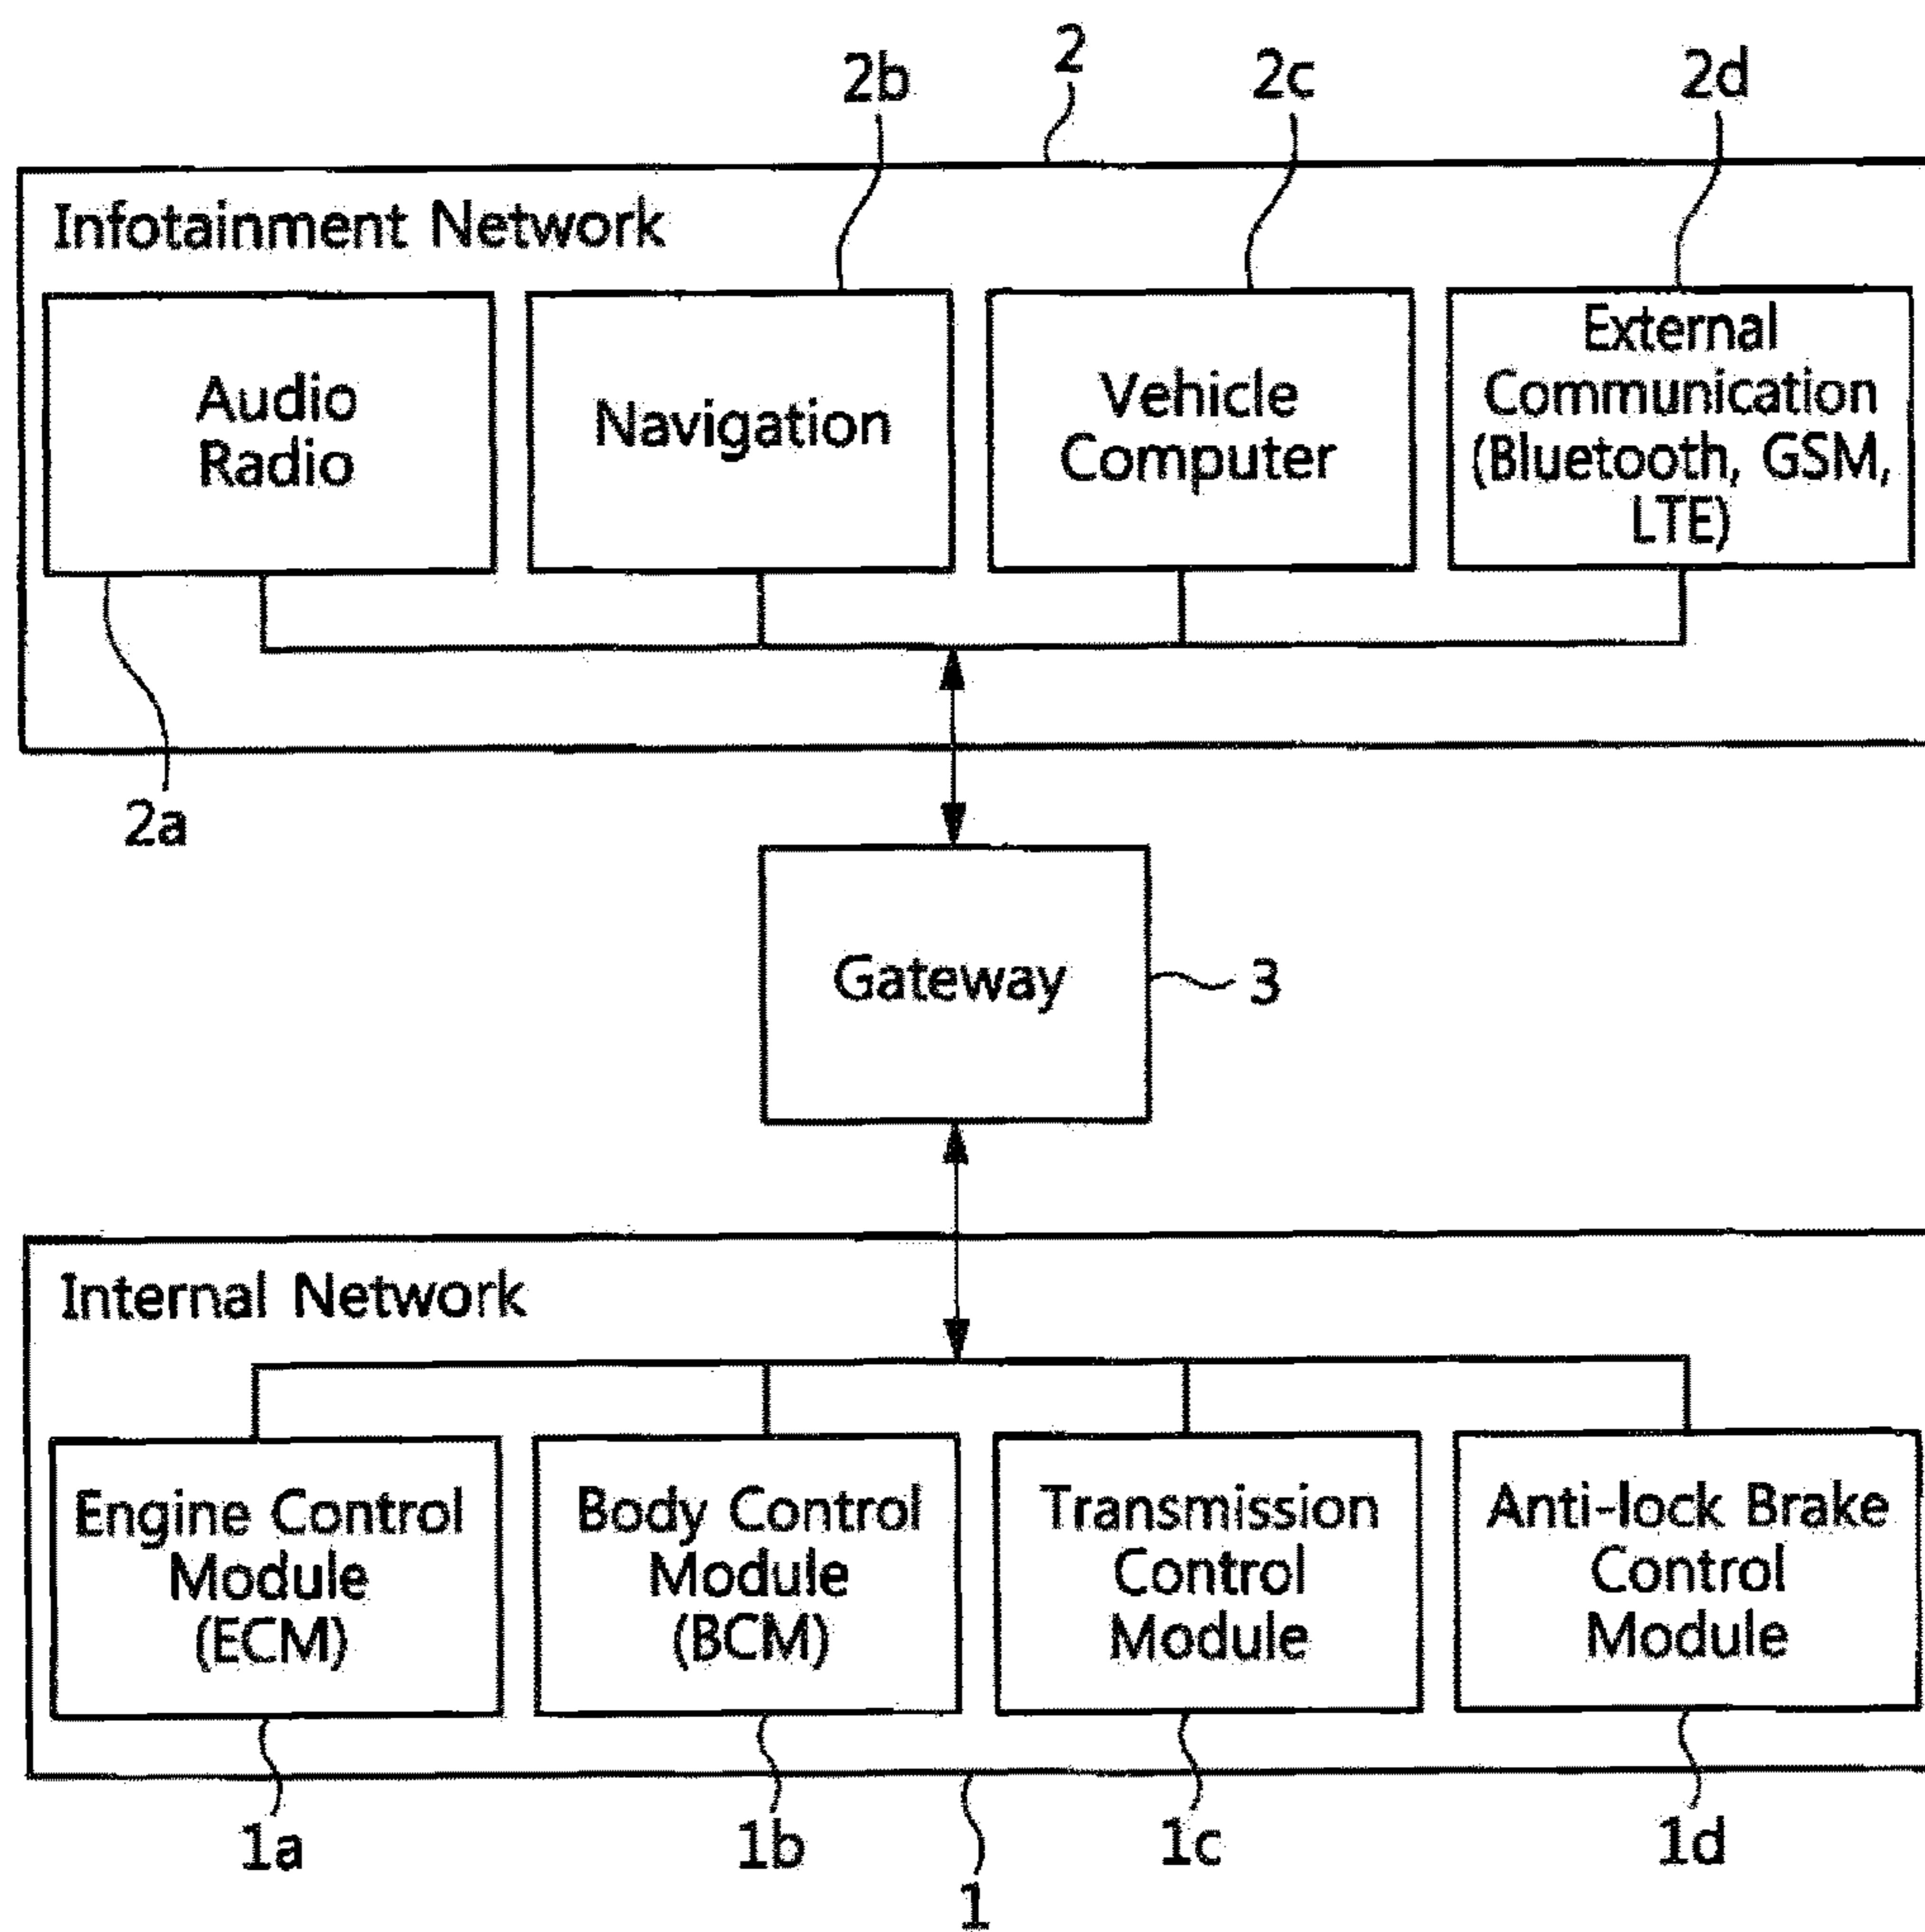 2b
2
2c
2d
Infotainment Network
Audio
Radio
Navigation
Vehicle
Computer
External
Communication
(Bluetooth, GSM,
LTE)
2a
Gateway
3
Internal Network
Engine Control
Module
(ECM)
Body Control
Module
(BCM)
Transmission
Control
Module
Anti-lock Brake
Control
Module
1a
1b
1c
1d
1